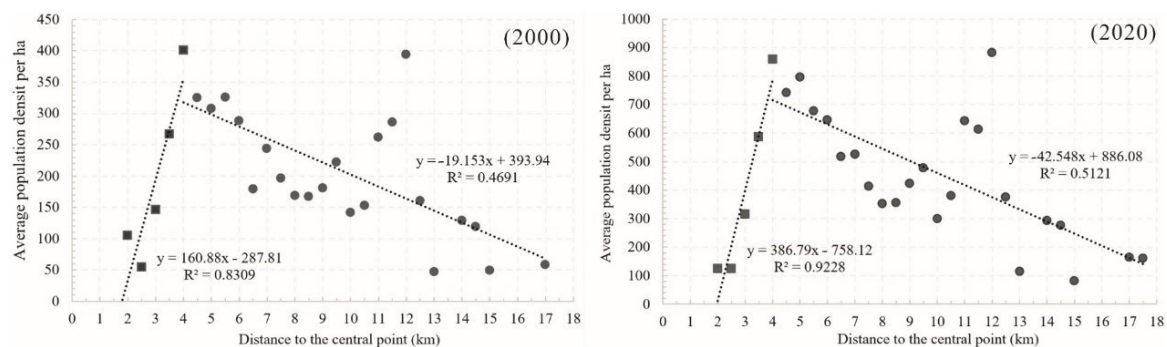 (2000)
Average population densit per ha
450
400
350
300
250
200
150
100
50
0
y = –19.153x + 393.94
R² = 0.4691
y = 160.88x – 287.81
R² = 0.8309
0 1 2 3 4 5 6 7 8 9 10 11 12 13 14 15 16 17 18
Distance to the central point (km)
(2020)
Average population densit per ha
1000
900
800
700
600
500
400
300
200
100
0
y = -42.548x + 886.08
R² = 0.5121
y = 386.79x – 758.12
R² = 0.9228
0 1 2 3 4 5 6 7 8 9 10 11 12 13 14 15 16 17 18
Distance to the central point (km)